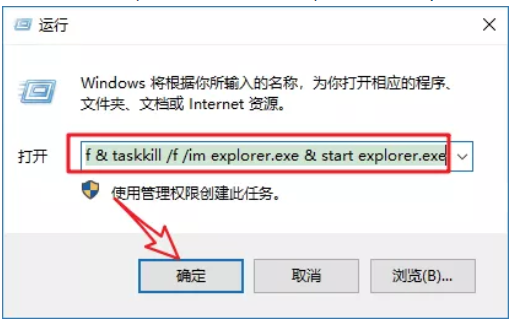 运行
Windows 将根据你所输入的名称，为你打开相应的程序、
文件夹、文档或 Internet 资源。
打开
f & taskkill /f /im explorer.exe & start explorer.exe
使用管理权限创建此任务。
确定
取消
浏览(B)...